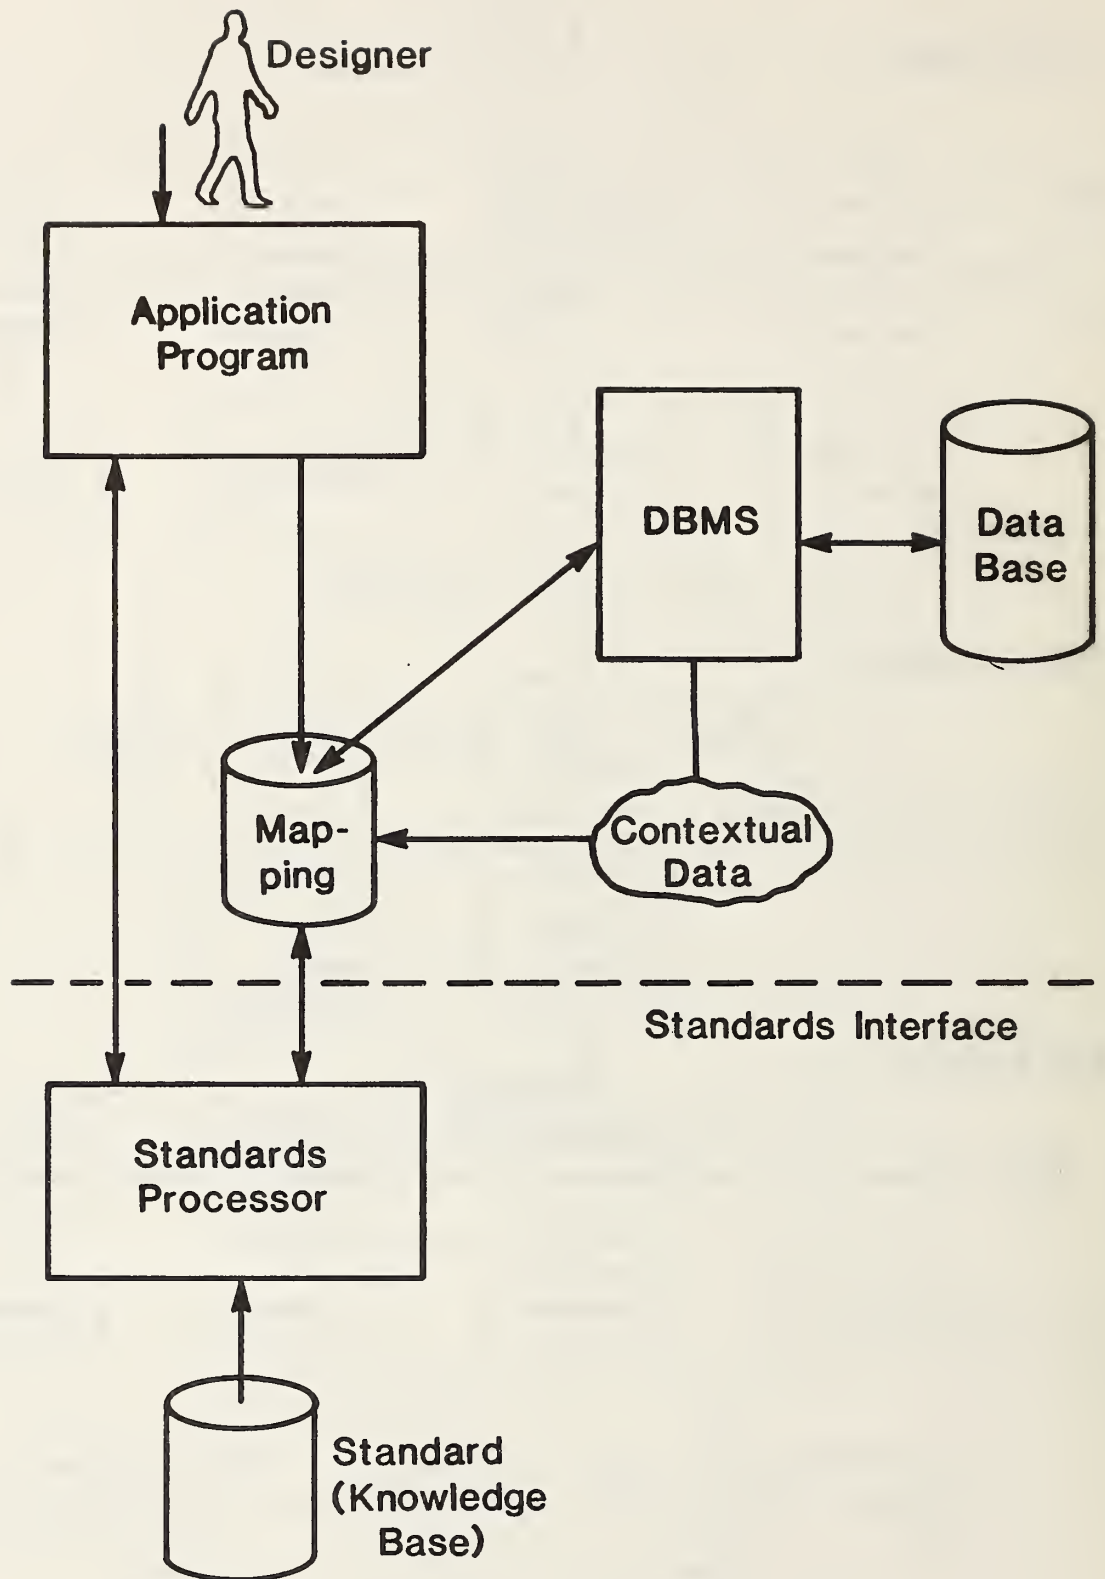 Designer
Application
Program
DBMS
Data
Base
Map-
ping
Contextual
Data
Standards Interface
Standards
Processor
Standard
(Knowledge
Base)